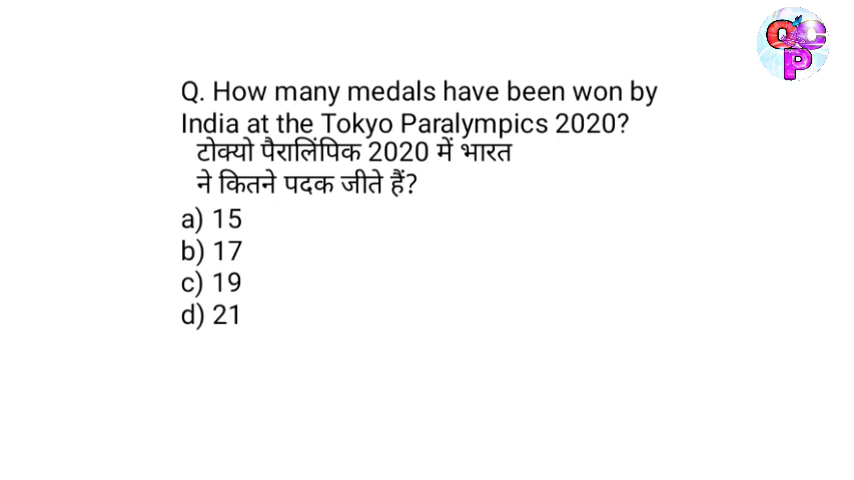 QCP
Q. How many medals have been won by
India at the Tokyo Paralympics 2020?
टोक्यो पैरालिंपिक 2020 में भारत
ने कितने पदक जीते हैं?
a) 15
b) 17
c) 19
d) 21